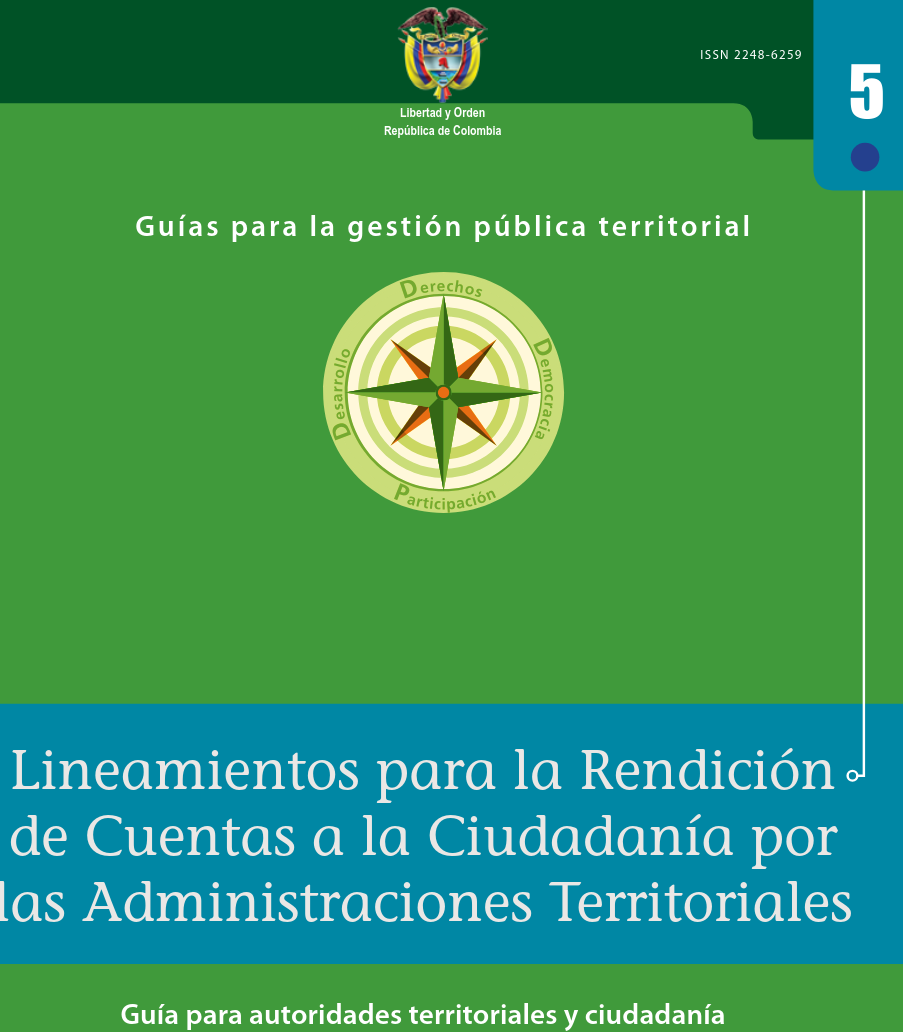 ISSN 2248-6259
5
Libertad y Orden
República de Colombia
Guías para la gestión pública territorial
Derechos
Democracia
Participación
Desarrollo
Lineamientos para la Rendición
de Cuentas a la Ciudadanía por
las Administraciones Territoriales
Guía para autoridades territoriales y ciudadanía